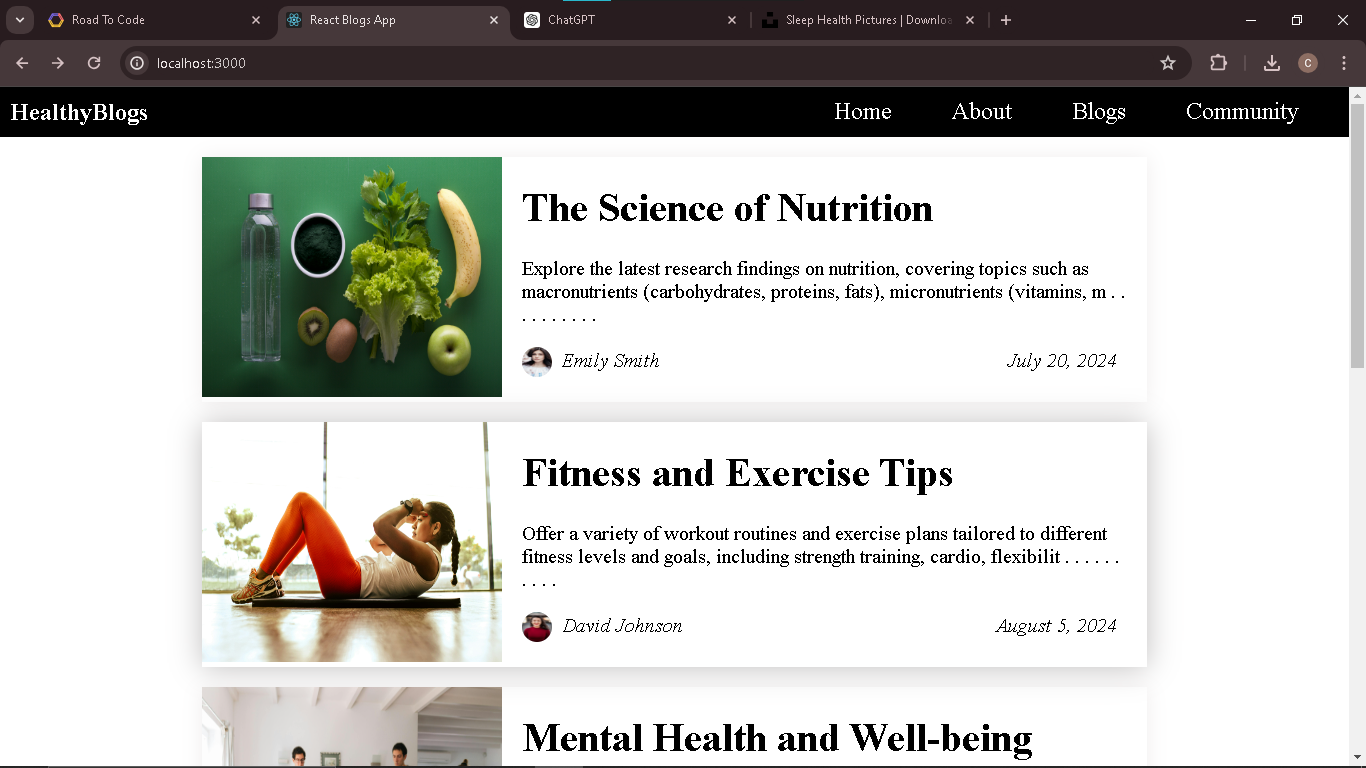 Road To Code
React Blogs App
ChatGPT
Sleep Health Pictures | Downloa
localhost:3000
C
HealthyBlogs
Home
About
Blogs
Community
The Science of Nutrition
Explore the latest research findings on nutrition, covering topics such as
macronutrients (carbohydrates, proteins, fats), micronutrients (vitamins, m . .
. . . . . . . .
Emily Smith
July 20, 2024
Fitness and Exercise Tips
Offer a variety of workout routines and exercise plans tailored to different
fitness levels and goals, including strength training, cardio, flexibilit . . . . . .
. . . .
David Johnson
August 5, 2024
Mental Health and Well-being